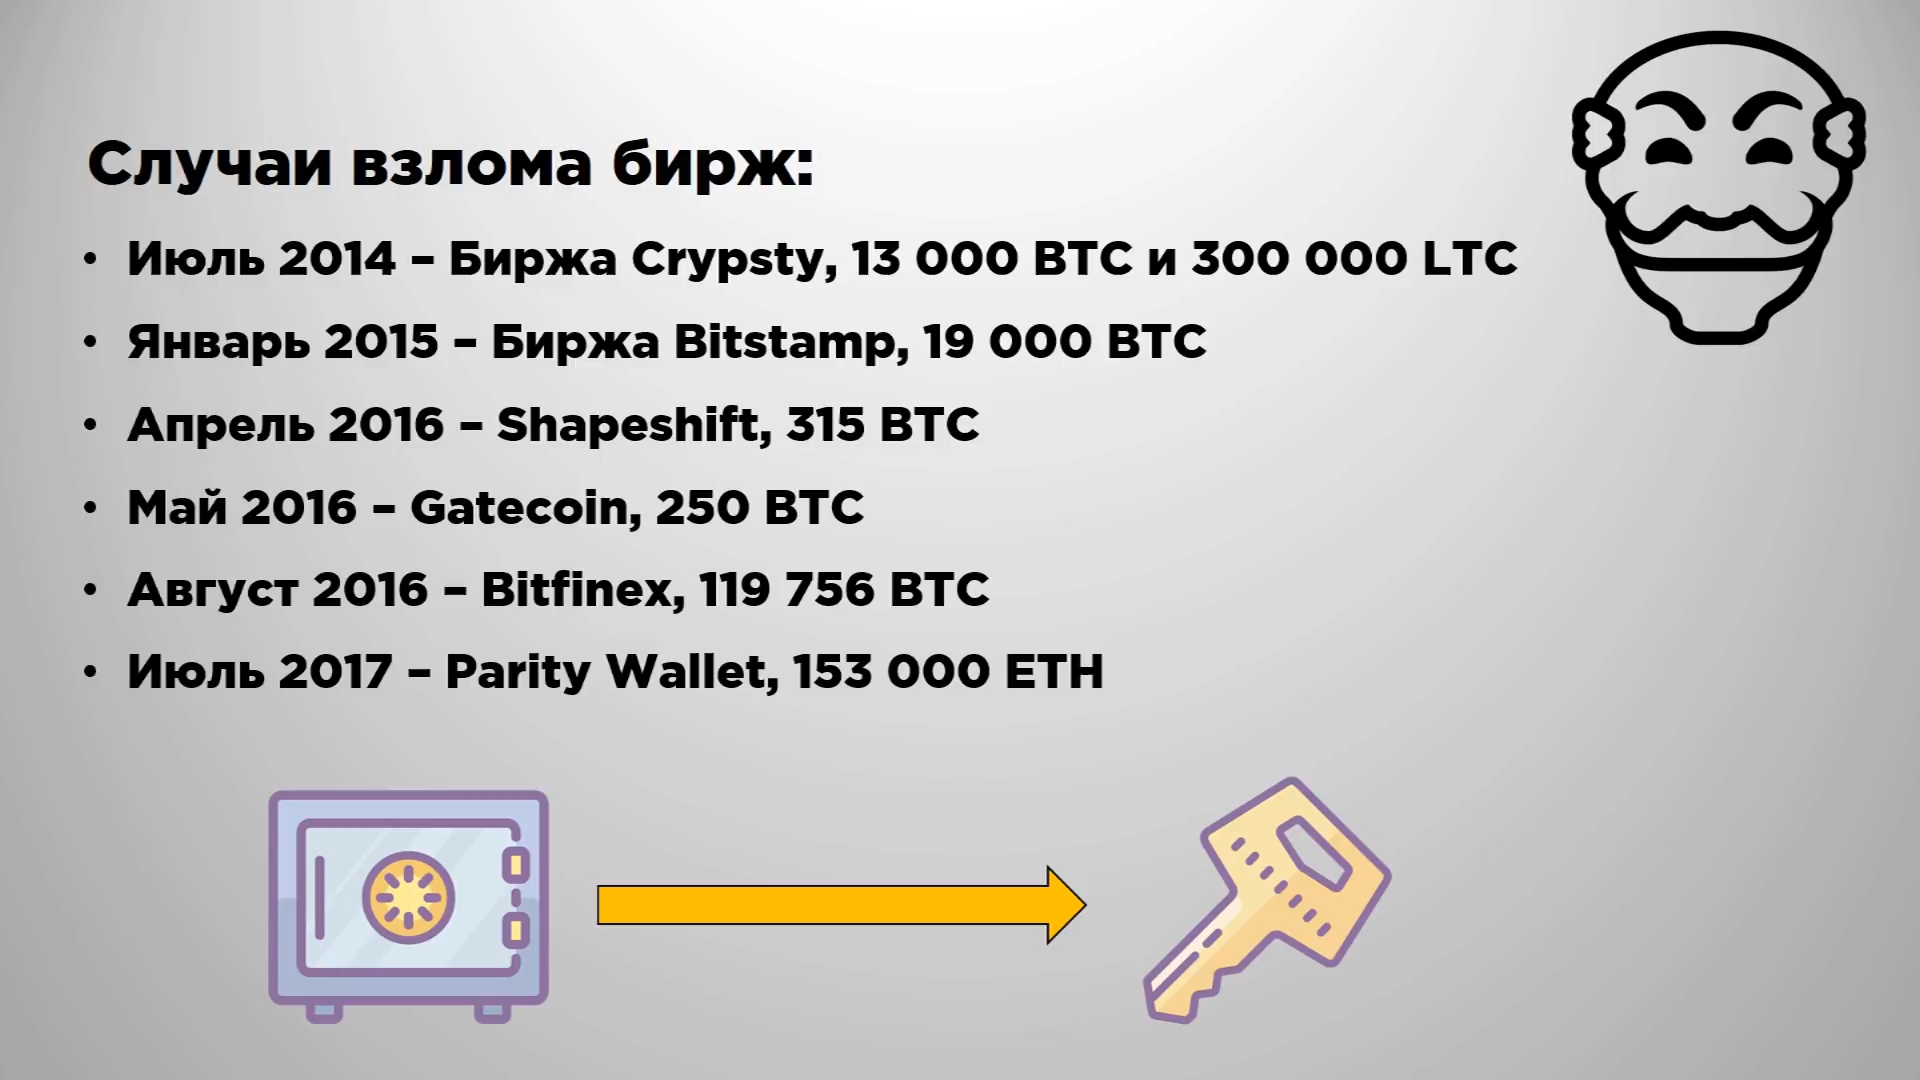 Случаи взлома бирж:
• Июль 2014 – Биржа Crypsty, 13 000 BTC и 300 000 LTC
• Январь 2015 – Биржа Bitstamp, 19 000 BTC
• Апрель 2016 – Shapeshift, 315 BTC
• Май 2016 – Gatecoin, 250 BTC
• Август 2016 – Bitfinex, 119 756 BTC
• Июль 2017 – Parity Wallet, 153 000 ETH